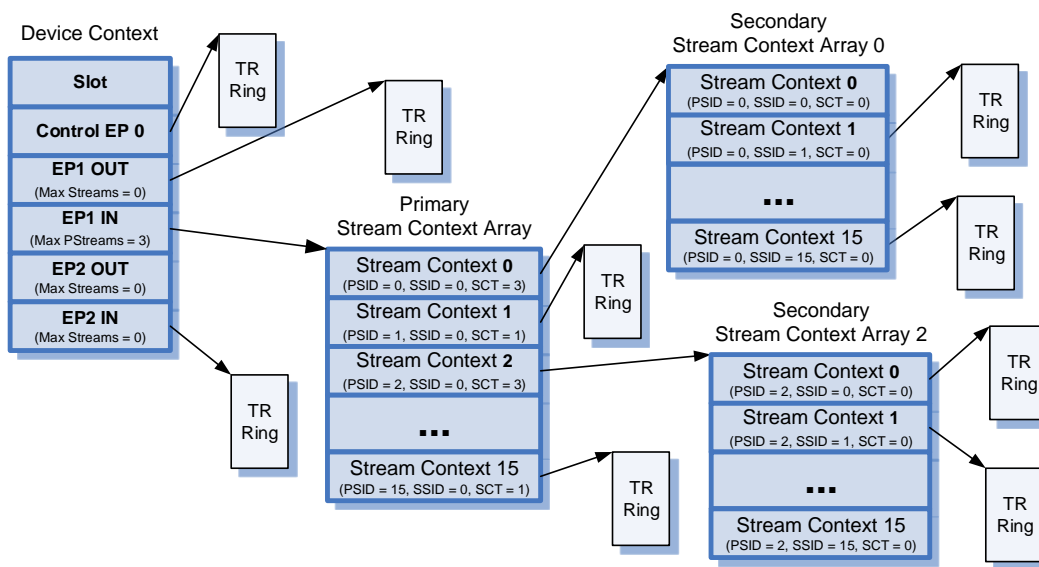 Device Context
Slot
Control EP 0
EP1 OUT
(Max Streams = 0)
EP1 IN
(Max PStreams = 3)
EP2 OUT
(Max Streams = 0)
EP2 IN
(Max Streams = 0)
TR
Ring
TR
Ring
TR
Ring
Primary
Stream Context Array
Stream Context 0
(PSID = 0, SSID = 0, SCT = 3)
Stream Context 1
(PSID = 1, SSID = 0, SCT = 1)
Stream Context 2
(PSID = 2, SSID = 0, SCT = 3)
...
Stream Context 15
(PSID = 15, SSID = 0, SCT = 1)
TR
Ring
TR
Ring
Secondary
Stream Context Array 0
Stream Context 0
(PSID = 0, SSID = 0, SCT = 0)
Stream Context 1
(PSID = 0, SSID = 1, SCT = 0)
...
Stream Context 15
(PSID = 0, SSID = 15, SCT = 0)
TR
Ring
TR
Ring
Secondary
Stream Context Array 2
Stream Context 0
(PSID = 2, SSID = 0, SCT = 0)
Stream Context 1
(PSID = 2, SSID = 1, SCT = 0)
...
Stream Context 15
(PSID = 2, SSID = 15, SCT = 0)
TR
Ring
TR
Ring